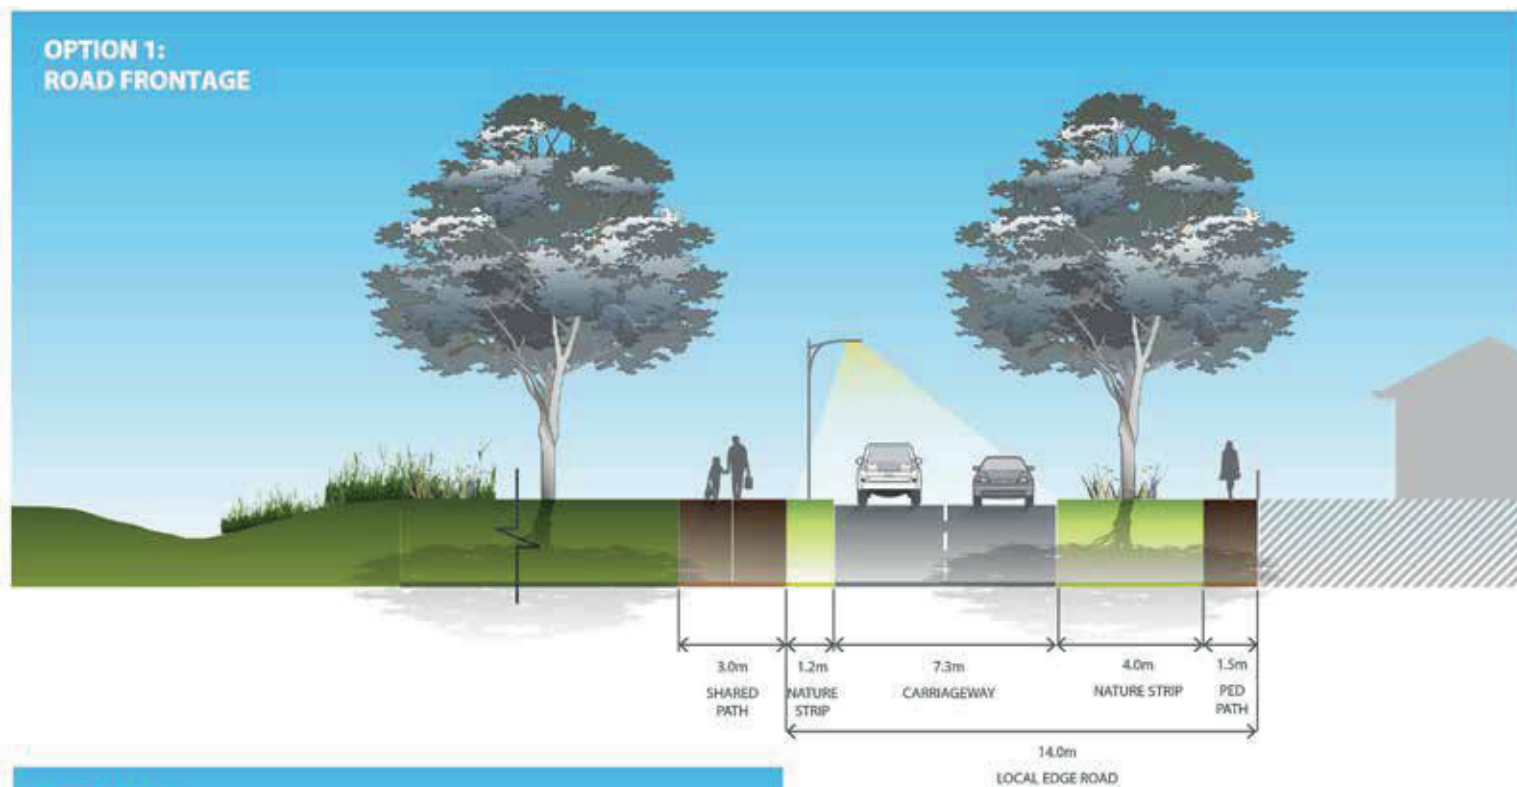 OPTION 1:
ROAD FRONTAGE
3.0m
SHARED
PATH
1.2m
NATURE
STRIP
7.3m
CARRIAGEWAY
4.0m
NATURE STRIP
1.5m
PED
PATH
14.0m
LOCAL EDGE ROAD